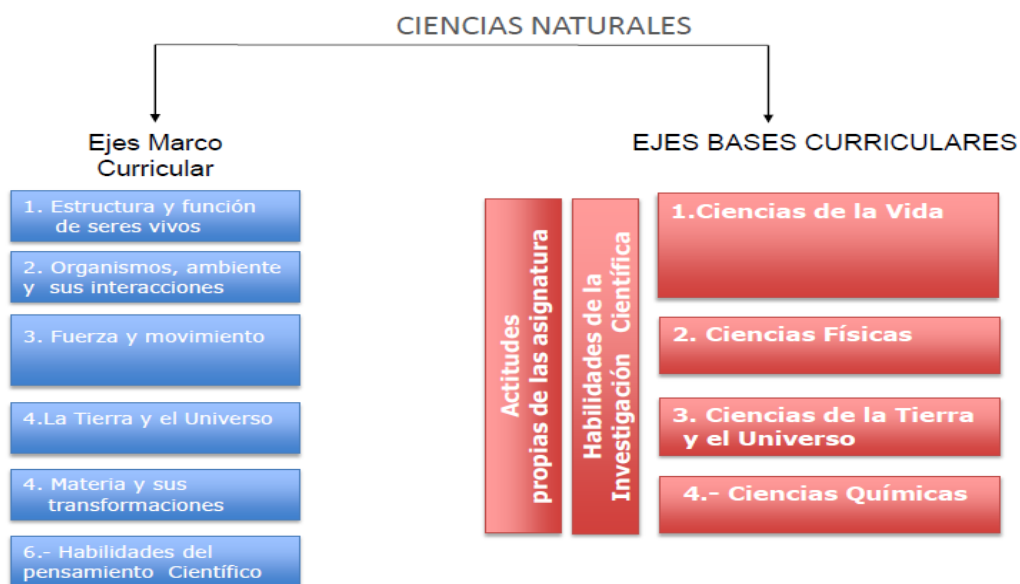 CIENCIAS NATURALES
Ejes Marco
Curricular
1. Estructura y función
de seres vivos
2. Organismos, ambiente
y sus interacciones
3. Fuerza y movimiento
4.La Tierra y el Universo
4. Materia y sus
transformaciones
6.- Habilidades del
pensamiento Científico
EJES BASES CURRICULARES
Actitudes
propias de las asignatura
Habilidades de la
Investigación Científica
1.Ciencias de la Vida
2. Ciencias Físicas
3. Ciencias de la Tierra
y el Universo
4.- Ciencias Químicas